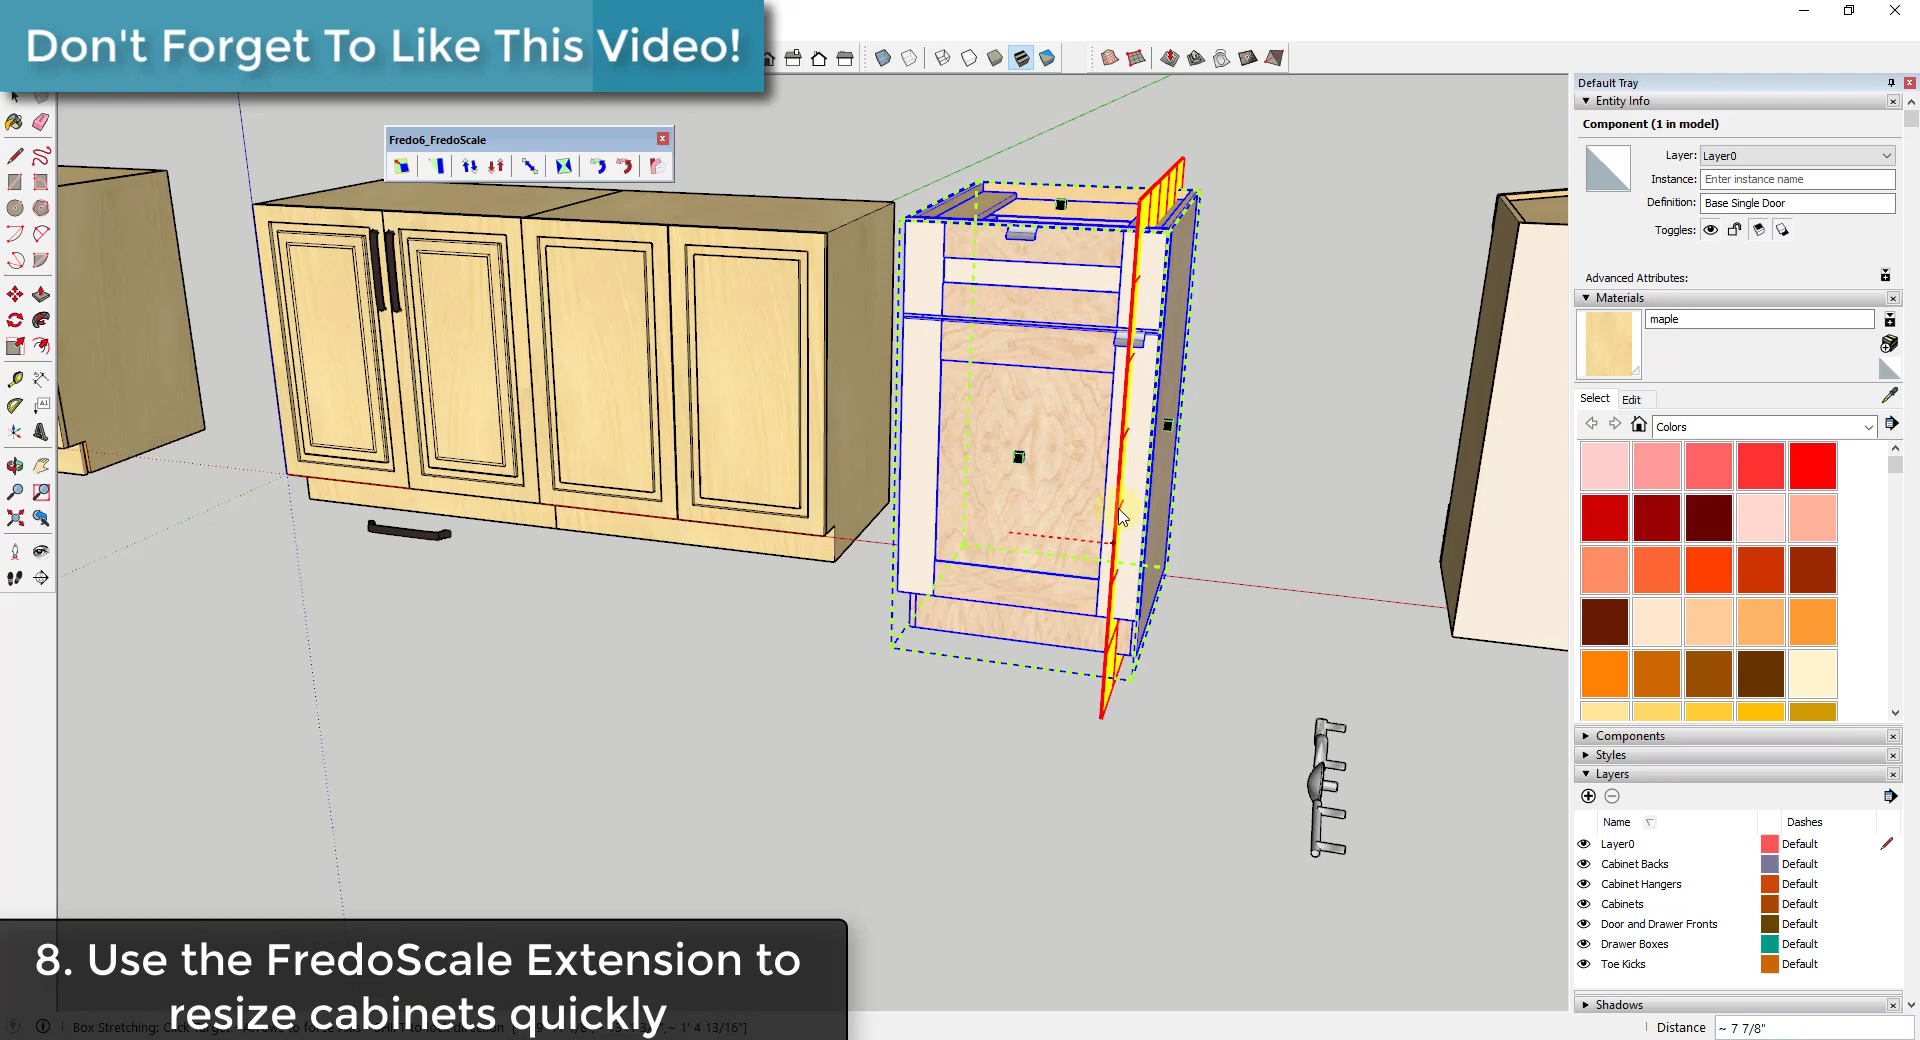 Don't Forget To Like This Video!
Fredo6_FredoScale
Default Tray
Entity Info
Component (1 in model)
Layer: Layer0
Instance: Enter instance name
Definition: Base Single Door
Toggles:
Advanced Attributes:
Materials
maple
Select Edit
Colors
Components
Styles
Layers
Name Dashes
Layer0 Default
Cabinet Backs Default
Cabinet Hangers Default
Cabinets Default
Door and Drawer Fronts Default
Drawer Boxes Default
Toe Kicks Default
Shadows
8. Use the FredoScale Extension to
resize cabinets quickly
Distance ~ 7 7/8"